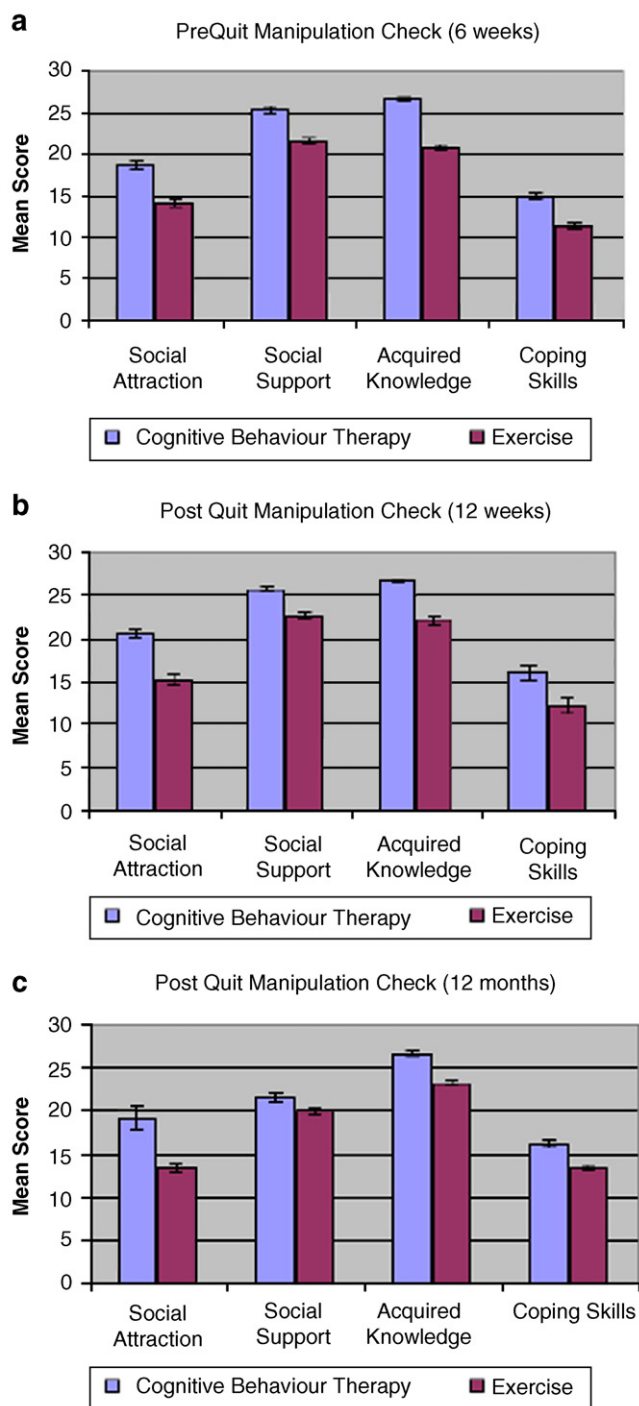 a
PreQuit Manipulation Check (6 weeks)
30
25
20
15
10
5
0
Mean Score
Social Attraction
Social Support
Acquired Knowledge
Coping Skills
Cognitive Behaviour Therapy
Exercise
b
Post Quit Manipulation Check (12 weeks)
30
25
20
15
10
5
0
Mean Score
Social Attraction
Social Support
Acquired Knowledge
Coping Skills
Cognitive Behaviour Therapy
Exercise
c
Post Quit Manipulation Check (12 months)
30
25
20
15
10
5
0
Mean Score
Social Attraction
Social Support
Acquired Knowledge
Coping Skills
Cognitive Behaviour Therapy
Exercise